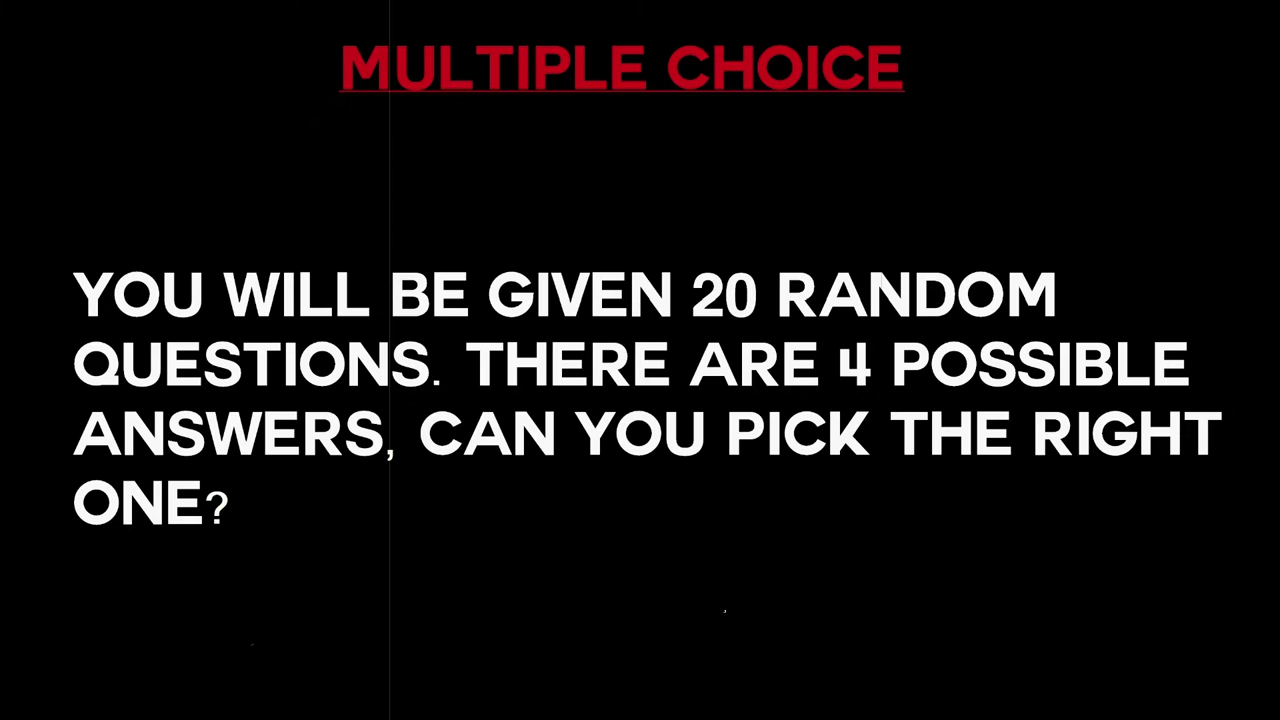 MULTIPLE CHOICE
YOU WILL BE GIVEN 20 RANDOM
QUESTIONS. THERE ARE 4 POSSIBLE
ANSWERS, CAN YOU PICK THE RIGHT
ONE?